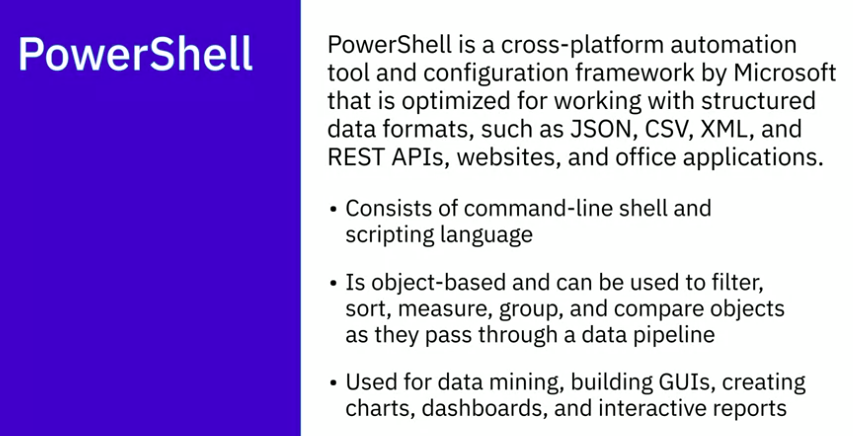 PowerShell
PowerShell is a cross-platform automation
tool and configuration framework by Microsoft
that is optimized for working with structured
data formats, such as JSON, CSV, XML, and
REST APIs, websites, and office applications.
• Consists of command-line shell and
scripting language
• Is object-based and can be used to filter,
sort, measure, group, and compare objects
as they pass through a data pipeline
• Used for data mining, building GUIs, creating
charts, dashboards, and interactive reports